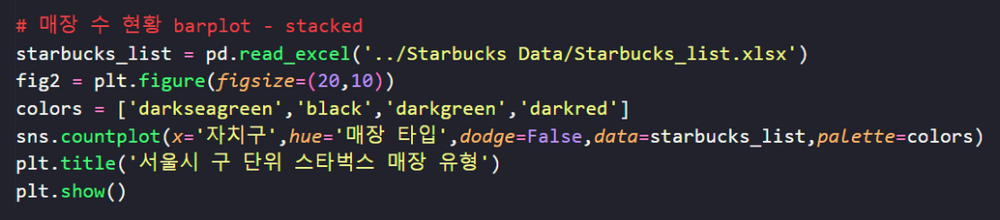 # 매장 수 현황 barplot - stacked
starbucks_list = pd.read_excel('../Starbucks Data/Starbucks_list.xlsx')
fig2 = plt.figure(figsize=(20,10))
colors = ['darkseagreen','black','darkgreen','darkred']
sns.countplot(x='자치구',hue='매장 타입',dodge=False,data=starbucks_list,palette=colors)
plt.title('서울시 구 단위 스타벅스 매장 유형')
plt.show()